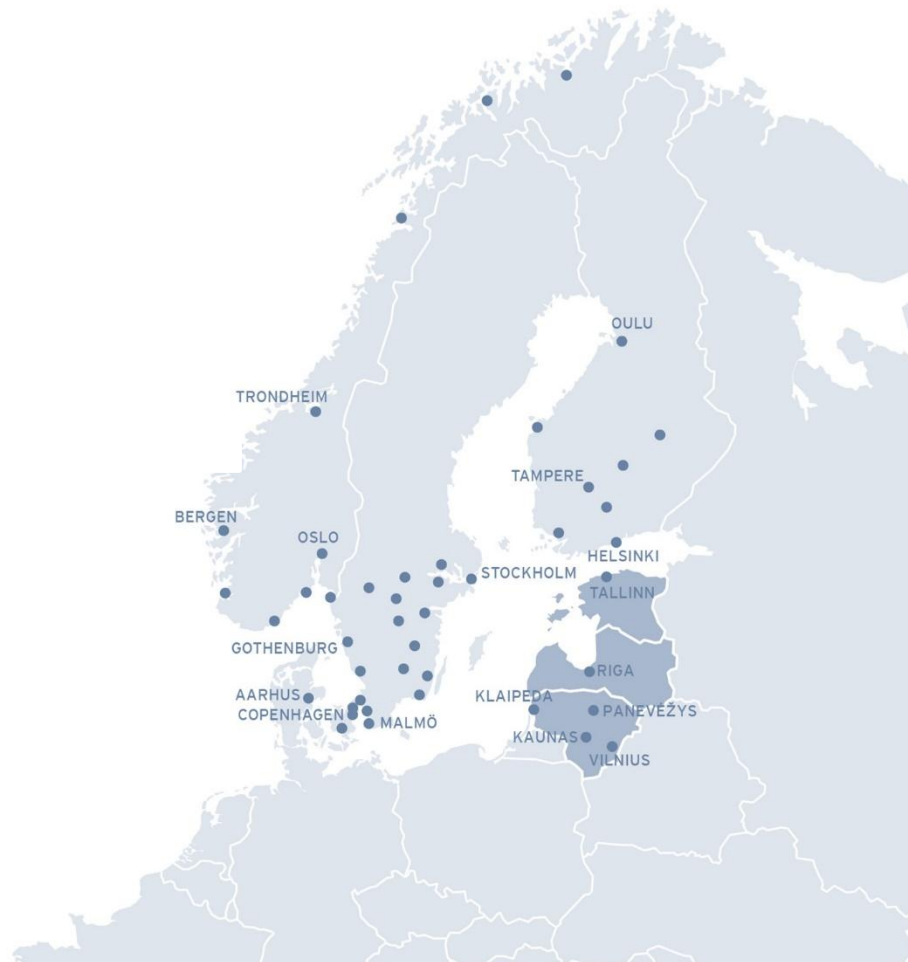 OULU
TRONDHEIM
TAMPERE
BERGEN
OSLO
HELSINKI
STOCKHOLM
TALLINN
GOTHENBURG
RIGA
AARHUS
KLAIPEDA
COPENHAGEN
PANEVĖŽYS
MALMÖ
KAUNAS
VILNIUS